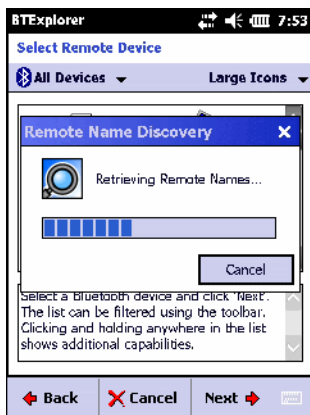 BTExplorer 7:53
Select Remote Device
All Devices Large Icons
Remote Name Discovery
Retrieving Remote Names...
Cancel
Select a Bluetooth device and click 'Next'.
The list can be filtered using the toolbar.
Clicking and holding anywhere in the list
shows additional capabilities.
Back Cancel Next